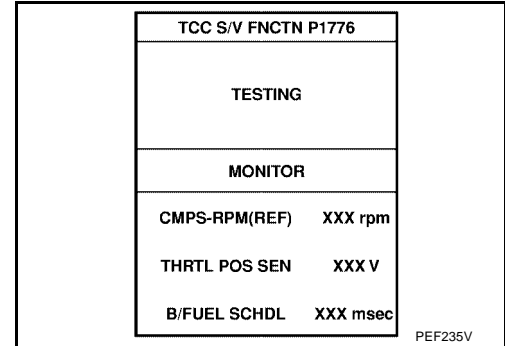 TCC S/V FNCTN P1776
TESTING
MONITOR
CMPS-RPM(REF) XXX rpm
THRTL POS SEN XXX V
B/FUEL SCHDL XXX msec
PEF235V